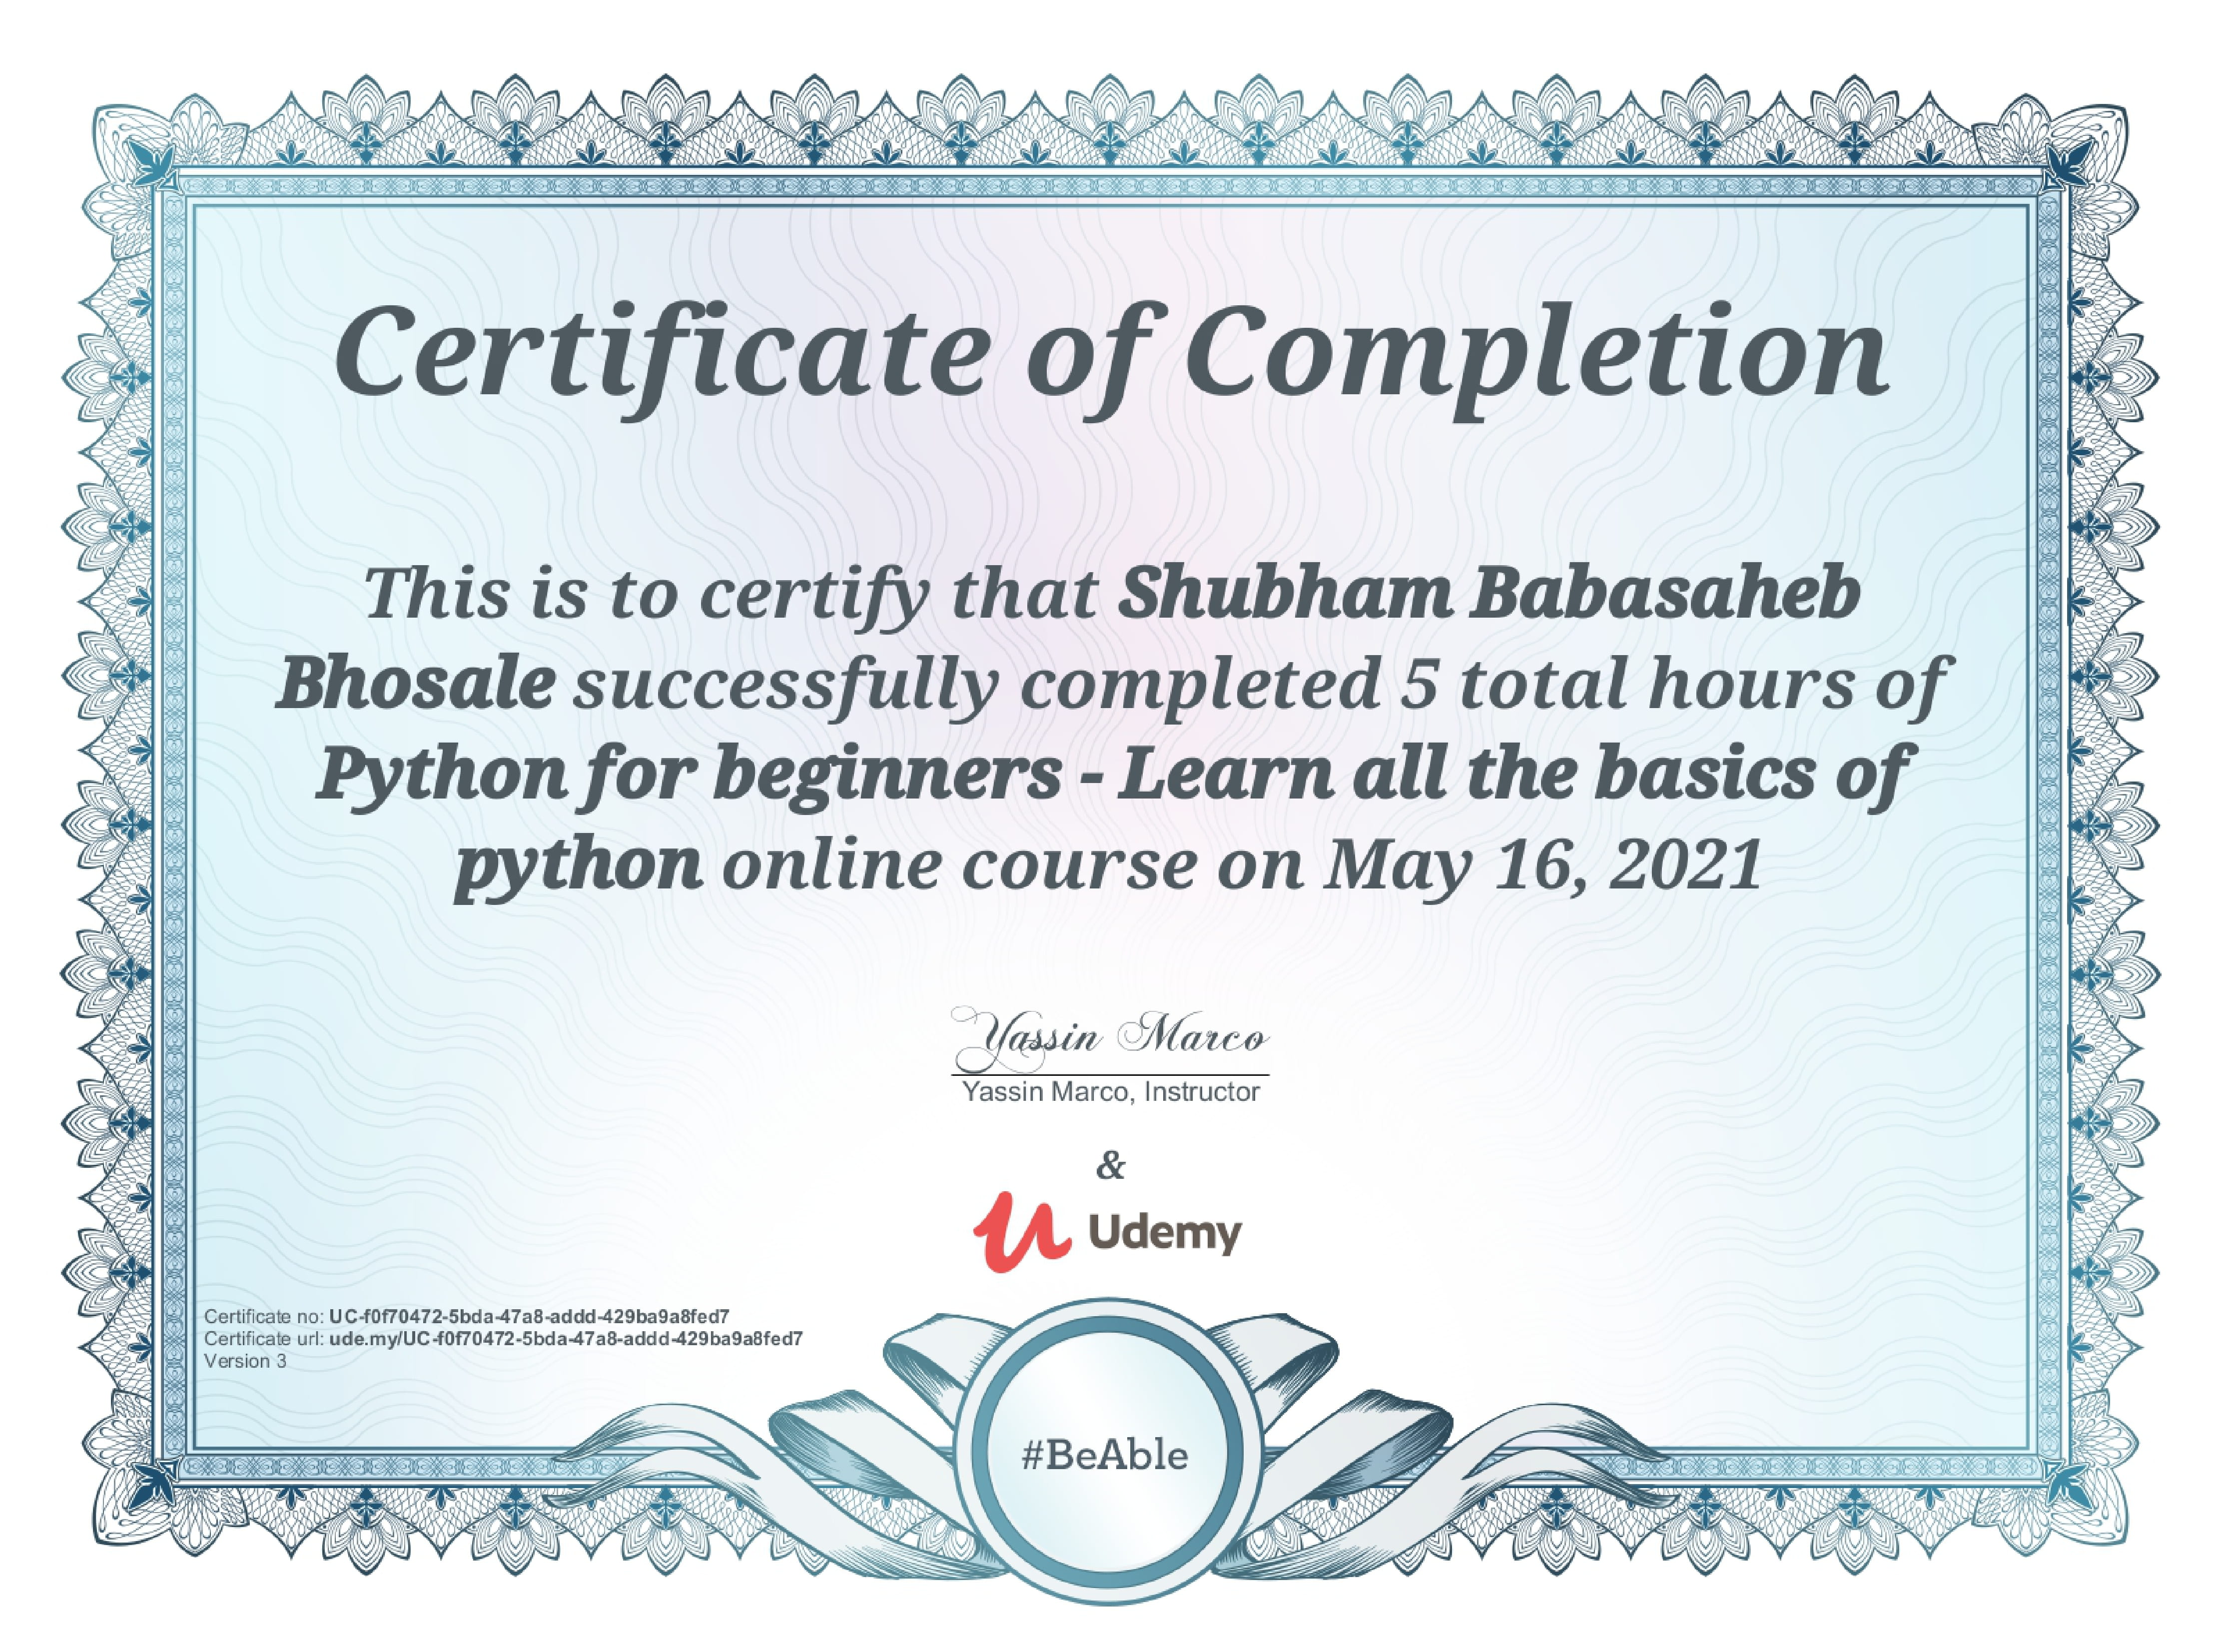 Certificate of Completion
This is to certify that Shubham Babasaheb
Bhosale successfully completed 5 total hours of
Python for beginners - Learn all the basics of
python online course on May 16, 2021
Yassin Marco
Yassin Marco, Instructor
&
Udemy
Certificate no: UC-f0f70472-5bda-47a8-addd-429ba9a8fed7
Certificate url: ude.my/UC-f0f70472-5bda-47a8-addd-429ba9a8fed7
Version 3
#BeAble